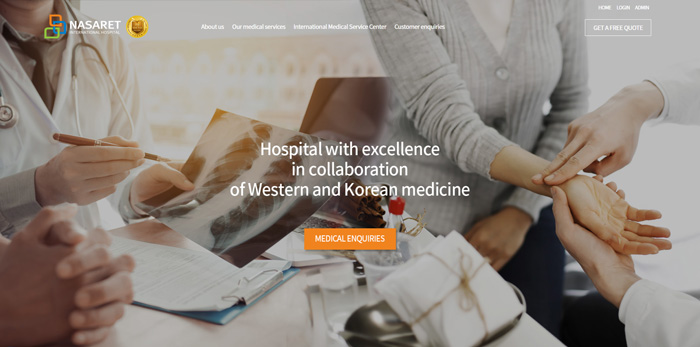 HOME LOGIN ADMIN
NASARET
INTERNATIONAL HOSPITAL
About us Our medical services International Medical Service Center Customer enquiries
GET A FREE QUOTE
Hospital with excellence
in collaboration
of Western and Korean medicine
MEDICAL ENQUIRIES